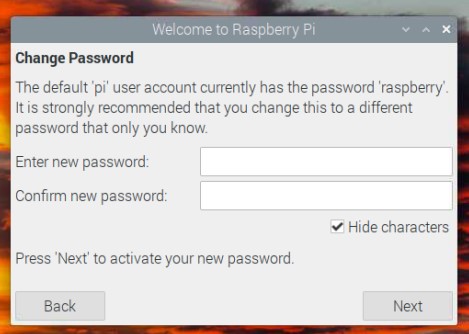 Welcome to Raspberry Pi
Change Password
The default 'pi' user account currently has the password 'raspberry'.
It is strongly recommended that you change this to a different
password that only you know.
Enter new password:
Confirm new password:
Hide characters
Press 'Next' to activate your new password.
Back Next